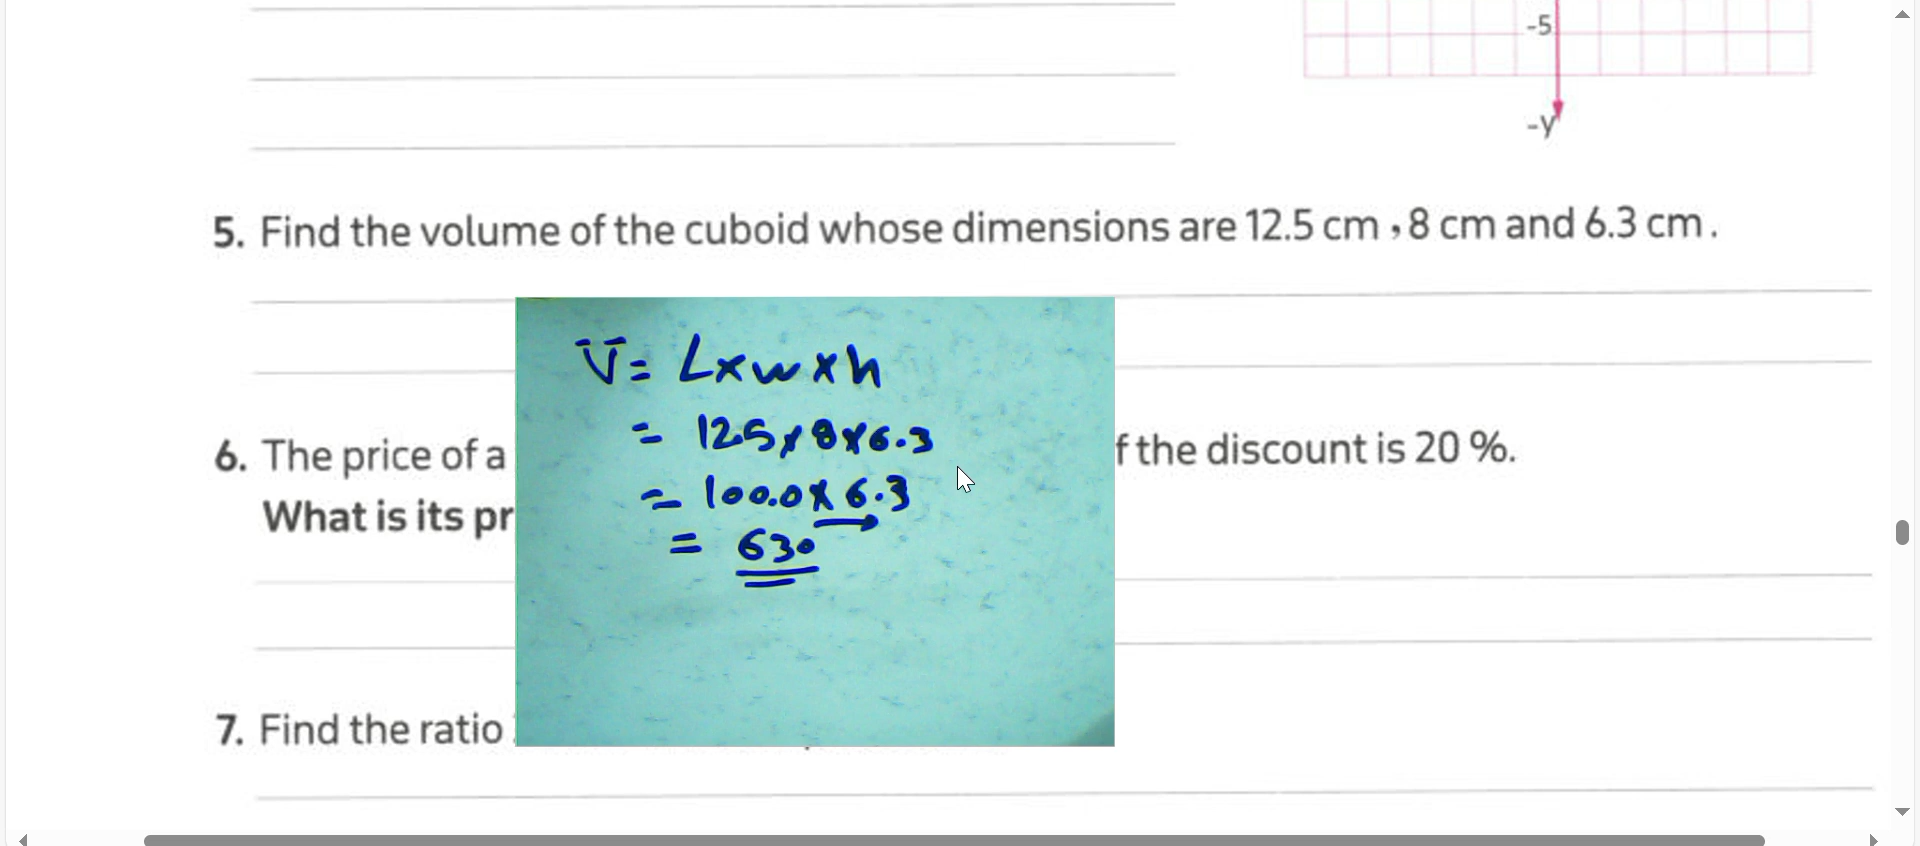 -5
-y
5. Find the volume of the cuboid whose dimensions are 12.5 cm , 8 cm and 6.3 cm .
V = L x w x h
= 12.5 x 8 x 6.3
= 100.0 x 6.3
= 630
6. The price of a f the discount is 20 %.
What is its pr
7. Find the ratio